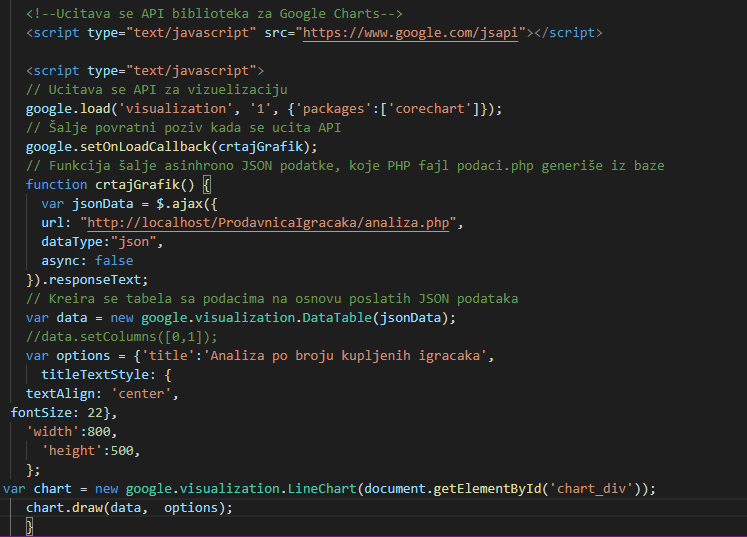 <!--Ucitava se API biblioteka za Google Charts-->
<script type="text/javascript" src="https://www.google.com/jsapi"></script>
<script type="text/javascript">
// Ucitava se API za vizuelizaciju
google.load('visualization', '1', {'packages':['corechart']});
// Šalje povratni poziv kada se ucita API
google.setOnLoadCallback(crtajGrafik);
// Funkcija šalje asinhrono JSON podatke, koje PHP fajl podaci.php generiše iz baze
function crtajGrafik() {
var jsonData = $.ajax({
url: "http://localhost/ProdavnicaIgracaka/analiza.php",
dataType:"json",
async: false
}).responseText;
// Kreira se tabela sa podacima na osnovu poslatih JSON podataka
var data = new google.visualization.DataTable(jsonData);
//data.setColumns([0,1]);
var options = {'title':'Analiza po broju kupljenih igracaka',
titleTextStyle: {
textAlign: 'center',
fontSize: 22},
'width':800,
'height':500,
};
var chart = new google.visualization.LineChart(document.getElementById('chart_div'));
chart.draw(data,  options);
}